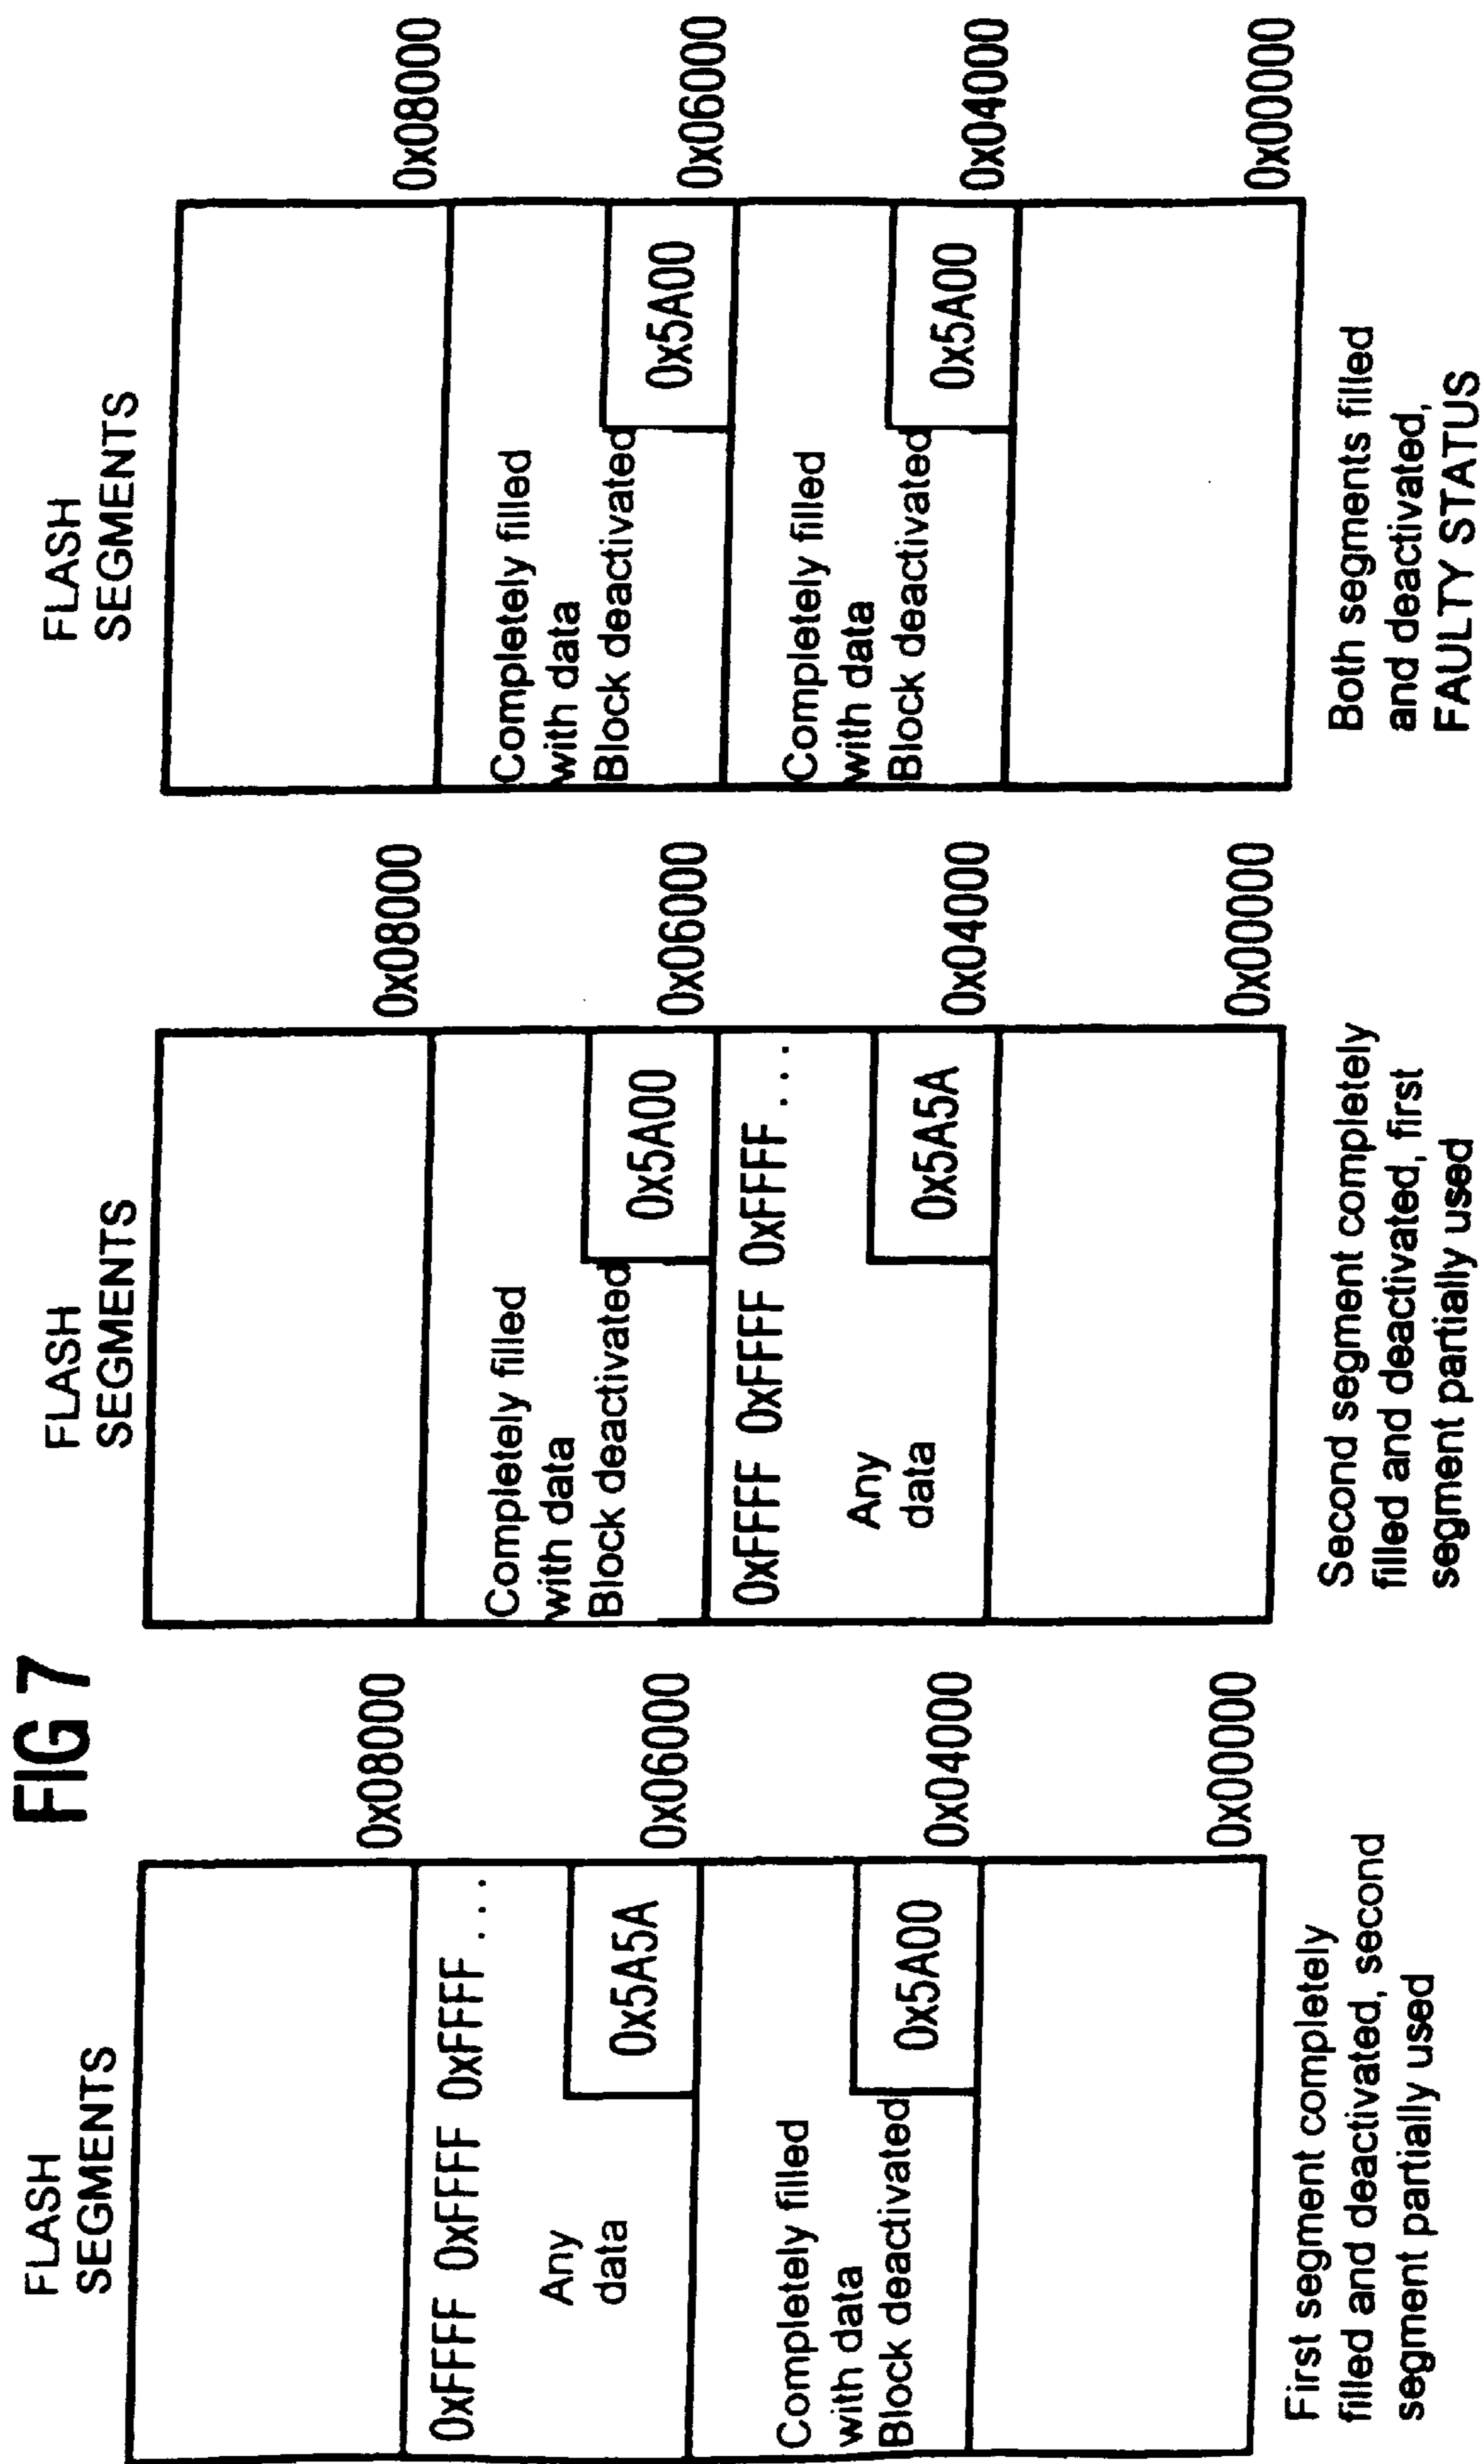 FIG 7
FLASH
SEGMENTS
0x08000
0xFFFF 0xFFFF 0xFFFF....
Any
data
0x5A5A
0x06000
Completely filled
with data
Block deactivated
0x5A00
0x04000
0x00000
First segment completely
filled and deactivated, second
segment partially used
FLASH
SEGMENTS
0x08000
Completely filled
with data
Block deactivated
0x5A00
0x06000
0xFFFF 0xFFFF 0xFFFF....
Any
data
0x5A5A
0x04000
0x00000
Second segment completely
filled and deactivated, first
segment partially used
FLASH
SEGMENTS
0x08000
Completely filled
with data
Block deactivated
0x5A00
0x06000
Completely filled
with data
Block deactivated
0x5A00
0x04000
0x00000
Both segments filled
and deactivated,
FAULTY STATUS